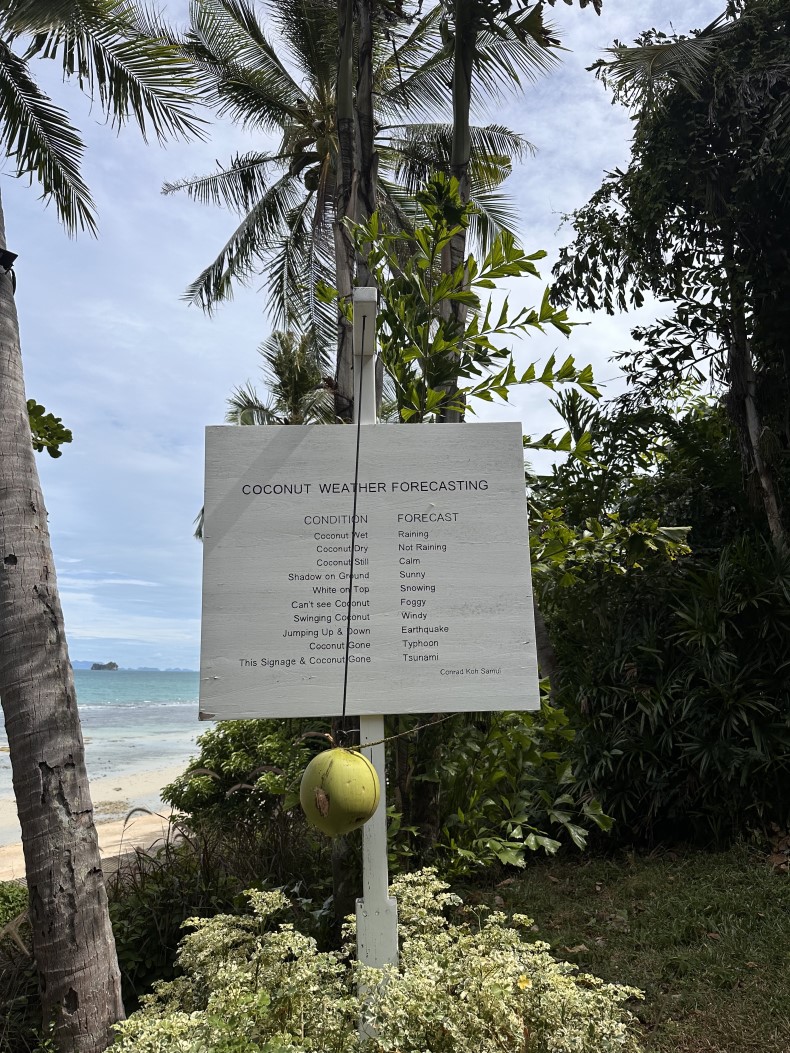 COCONUT WEATHER FORECASTING
CONDITION FORECAST
Coconut Wet Raining
Coconut Dry Not Raining
Coconut Still Calm
Shadow on Ground Sunny
White on Top Snowing
Can't see Coconut Foggy
Swinging Coconut Windy
Jumping Up & Down Earthquake
Coconut Gone Typhoon
This Signage & Coconut Gone Tsunami
Conrad Koh Samui